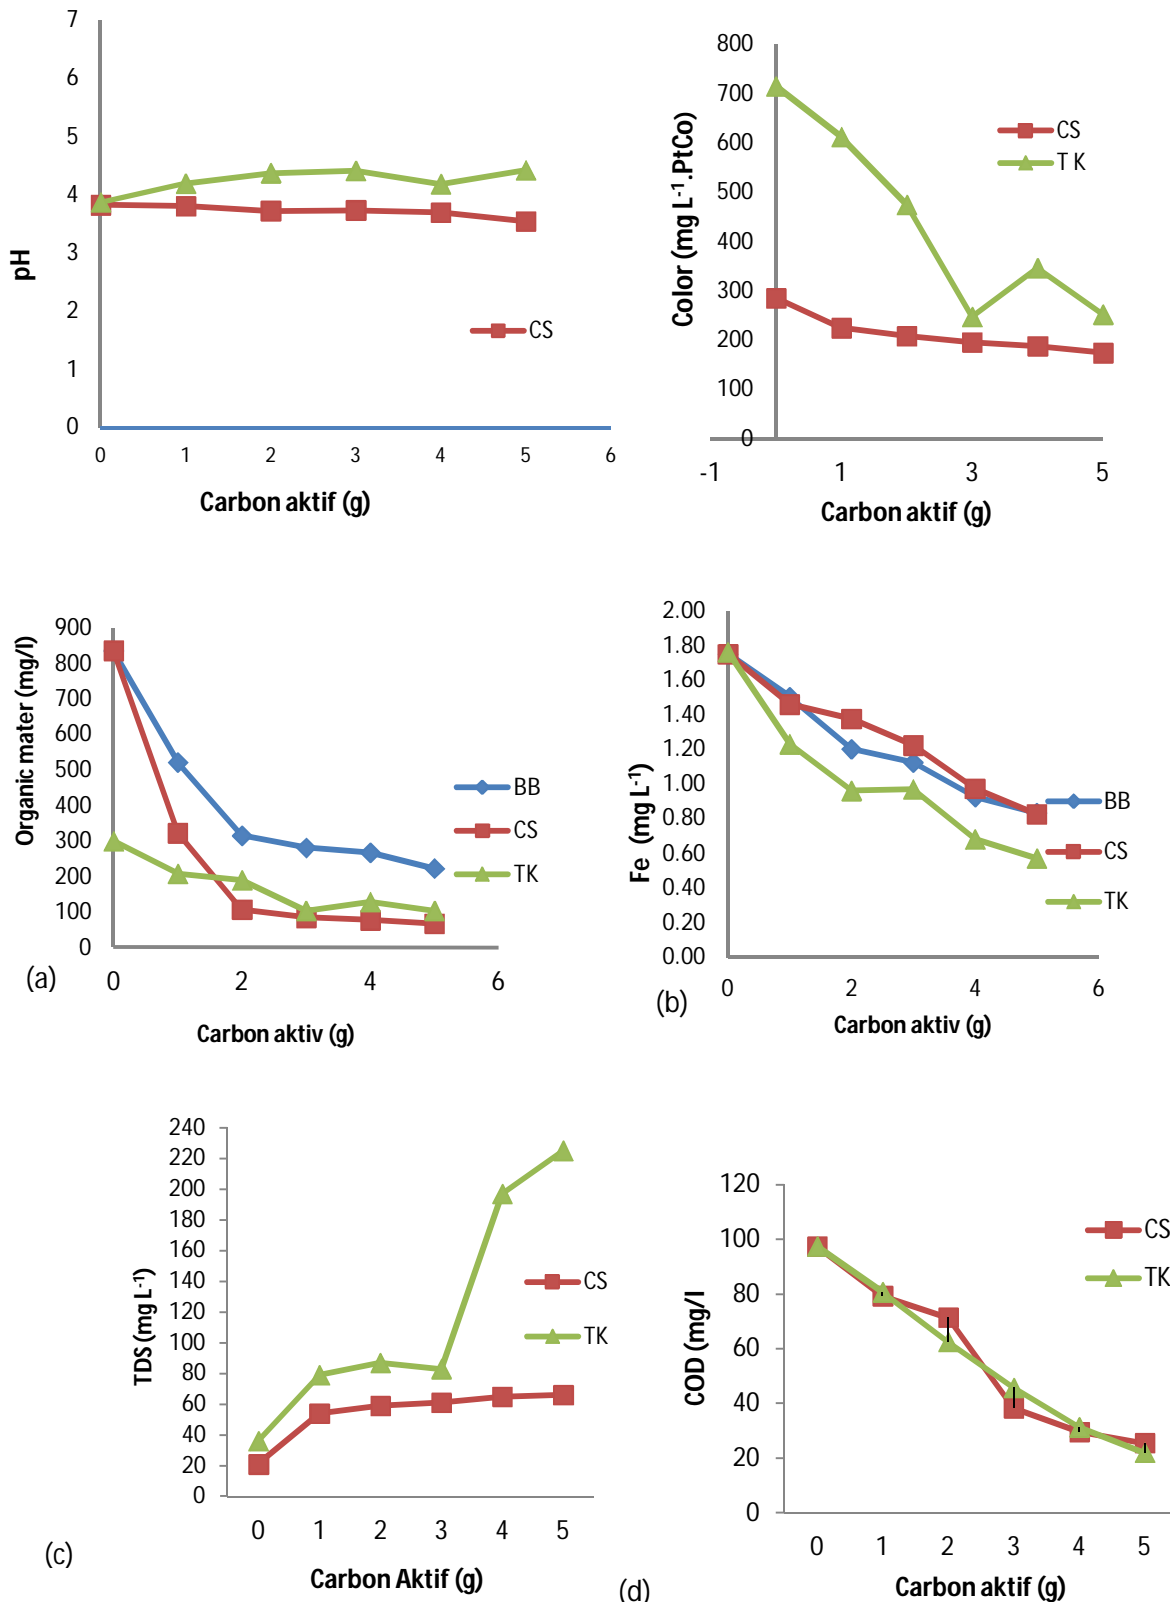 7
6
5
4
3
2
1
0
pH
0 1 2 3 4 5 6
Carbon aktif (g)
CS
800
700
600
500
400
300
200
100
0
Color (mg L-1.PtCo)
-1 1 3 5
Carbon aktif (g)
CS
T K
900
800
700
600
500
400
300
200
100
0
Organic mater (mg/l)
0 2 4 6
Carbon aktiv (g)
BB
CS
TK
(a)
2.00
1.80
1.60
1.40
1.20
1.00
0.80
0.60
0.40
0.20
0.00
Fe (mg L-1)
0 2 4 6
Carbon aktiv (g)
BB
CS
TK
(b)
240
220
200
180
160
140
120
100
80
60
40
20
0
TDS (mg L-1)
0 1 2 3 4 5
Carbon Aktif (g)
CS
TK
(c)
120
100
80
60
40
20
0
COD (mg/l
0 1 2 3 4 5
Carbon aktif (g)
CS
TK
(d)